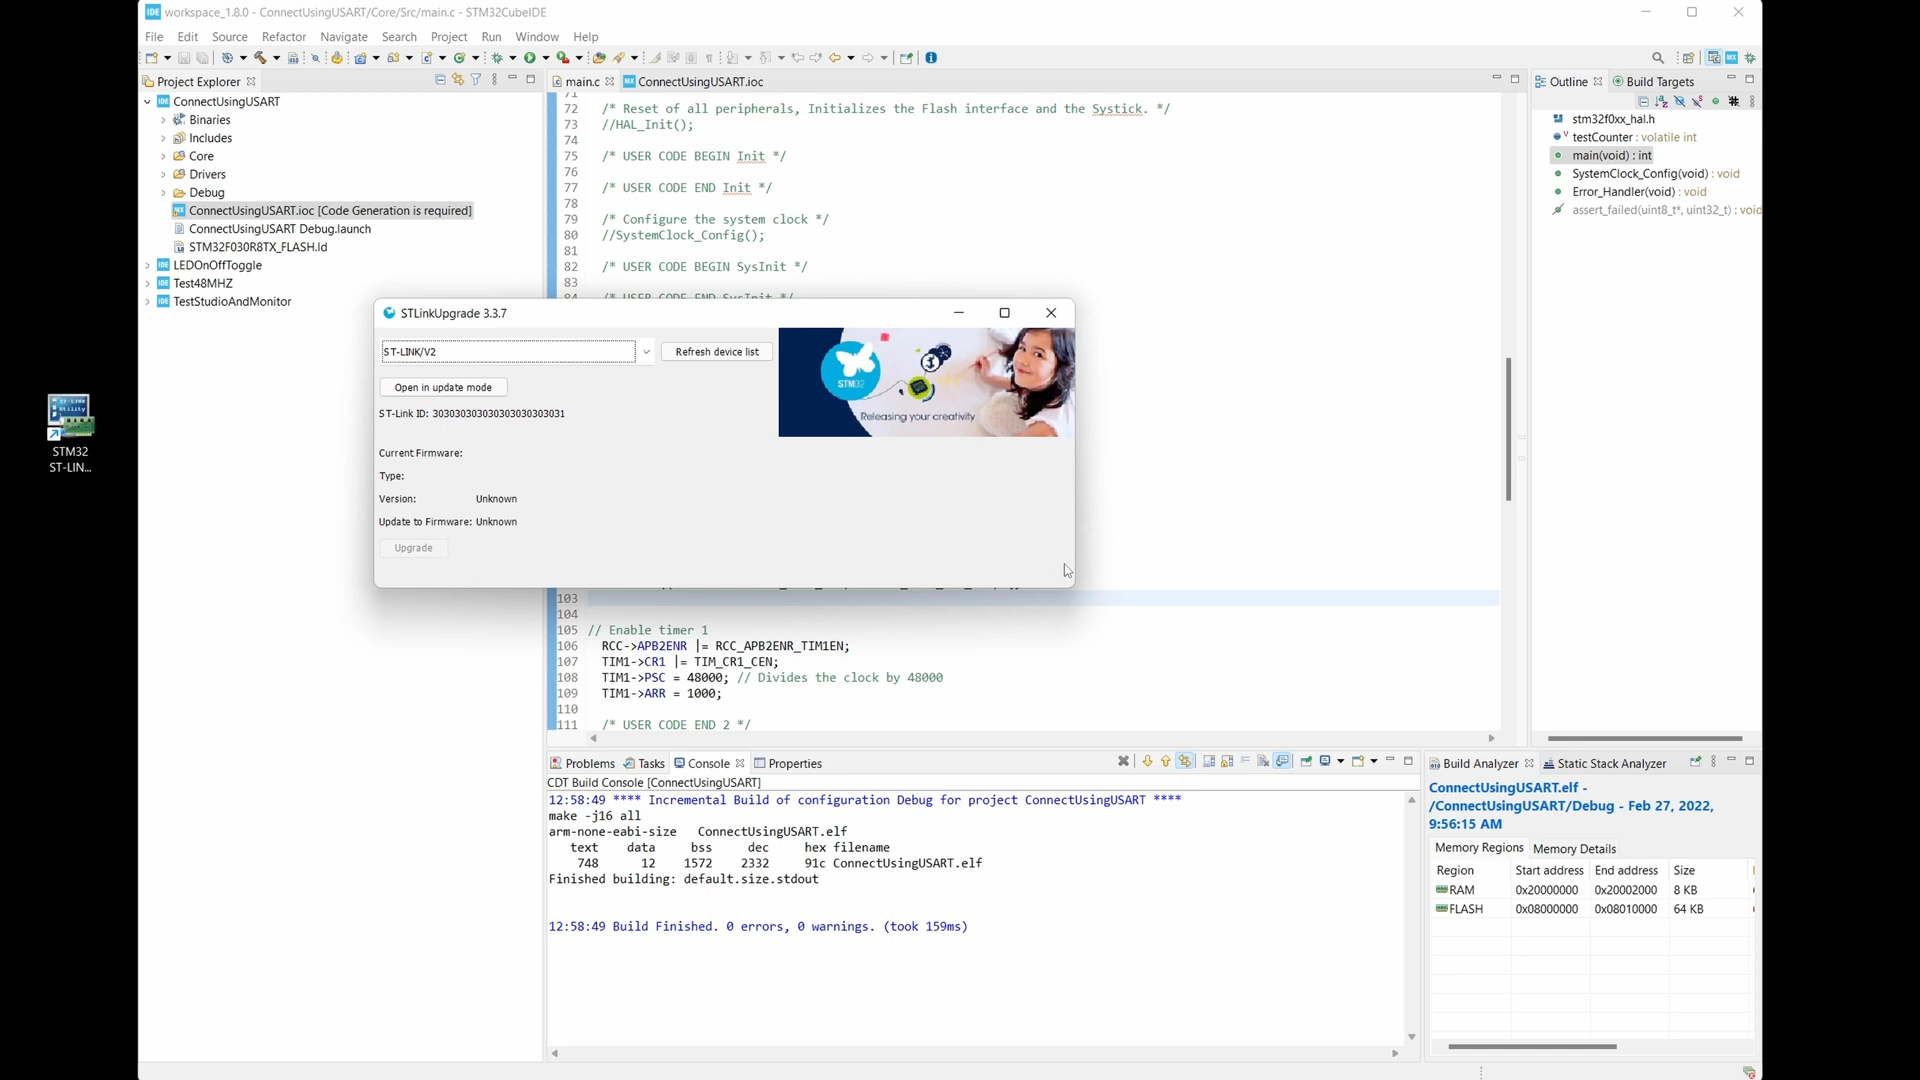 IDE workspace_1.8.0 - ConnectUsingUSART/Core/Src/main.c - STM32CubeIDE
File Edit Source Refactor Navigate Search Project Run Window Help
Project Explorer
main.c ConnectUsingUSART.ioc
Outline Build Targets
ConnectUsingUSART
Binaries
Includes
Core
Drivers
Debug
ConnectUsingUSART.ioc [Code Generation is required]
ConnectUsingUSART Debug.launch
STM32F030R8TX_FLASH.ld
LEDOnOffToggle
Test48MHZ
TestStudioAndMonitor
71
72 /* Reset of all peripherals, Initializes the Flash interface and the Systick. */
73 //HAL_Init();
74
75 /* USER CODE BEGIN Init */
76
77 /* USER CODE END Init */
78
79 /* Configure the system clock */
80 //SystemClock_Config();
81
82 /* USER CODE BEGIN SysInit */
83
84 /* USER CODE END SysInit */
stm32f0xx_hal.h
testCounter : volatile int
main(void) : int
SystemClock_Config(void) : void
Error_Handler(void) : void
assert_failed(uint8_t*, uint32_t) : void
STLinkUpgrade 3.3.7
ST-LINK/V2
Refresh device list
Open in update mode
ST-Link ID: 303030303030303030303031
Current Firmware:
Type:
Version: Unknown
Update to Firmware: Unknown
Upgrade
STM32
Releasing your creativity
STM32
ST-LIN...
103
104
105 // Enable timer 1
106 RCC->APB2ENR |= RCC_APB2ENR_TIM1EN;
107 TIM1->CR1 |= TIM_CR1_CEN;
108 TIM1->PSC = 48000; // Divides the clock by 48000
109 TIM1->ARR = 1000;
110
111 /* USER CODE END 2 */
Problems Tasks Console Properties
CDT Build Console [ConnectUsingUSART]
12:58:49 **** Incremental Build of configuration Debug for project ConnectUsingUSART ****
make -j16 all
arm-none-eabi-size ConnectUsingUSART.elf
text data bss dec hex filename
748 12 1572 2332 91c ConnectUsingUSART.elf
Finished building: default.size.stdout
12:58:49 Build Finished. 0 errors, 0 warnings. (took 159ms)
Build Analyzer Static Stack Analyzer
ConnectUsingUSART.elf -
/ConnectUsingUSART/Debug - Feb 27, 2022,
9:56:15 AM
Memory Regions Memory Details
Region Start address End address Size
RAM 0x20000000 0x20002000 8 KB
FLASH 0x08000000 0x08010000 64 KB